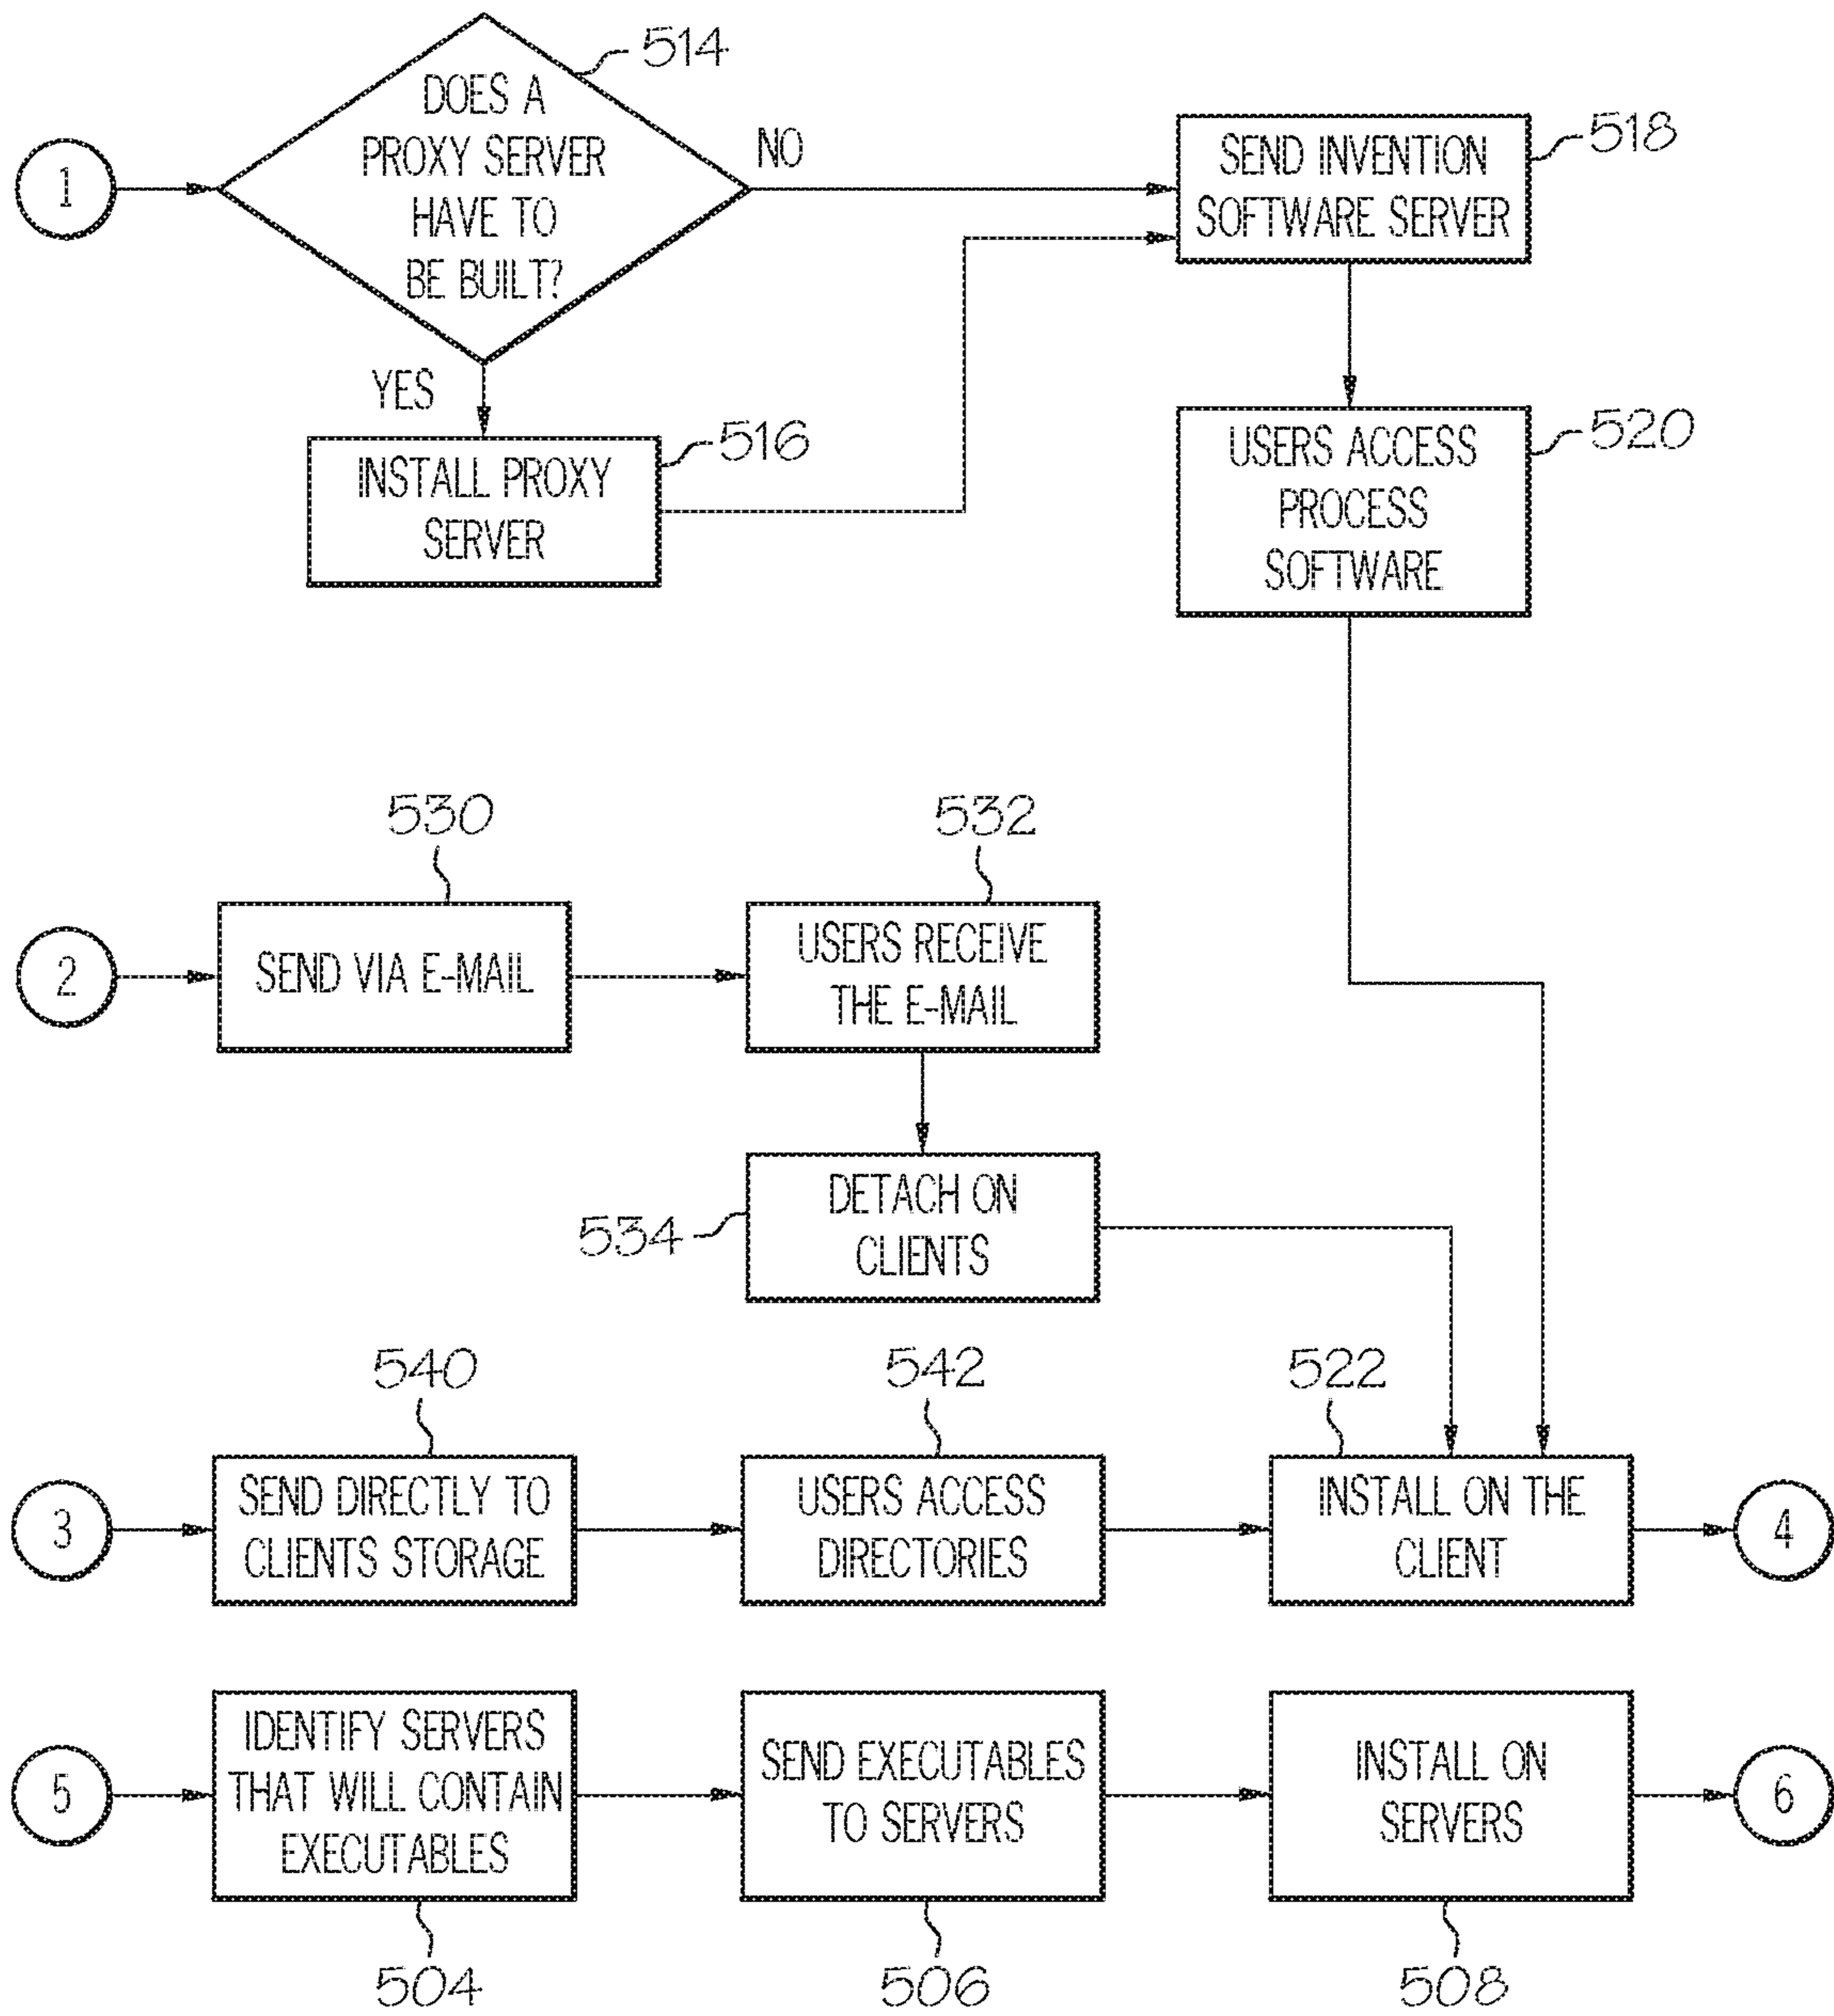 514
DOES A
PROXY SERVER
HAVE TO
BE BUILT?
1
NO
YES
SEND INVENTION
SOFTWARE SERVER
518
INSTALL PROXY
SERVER
516
USERS ACCESS
PROCESS
SOFTWARE
520
530
532
2
SEND VIA E-MAIL
USERS RECEIVE
THE E-MAIL
DETACH ON
CLIENTS
534
540
542
522
3
SEND DIRECTLY TO
CLIENTS STORAGE
USERS ACCESS
DIRECTORIES
INSTALL ON THE
CLIENT
4
5
IDENTIFY SERVERS
THAT WILL CONTAIN
EXECUTABLES
SEND EXECUTABLES
TO SERVERS
INSTALL ON
SERVERS
6
504
506
508